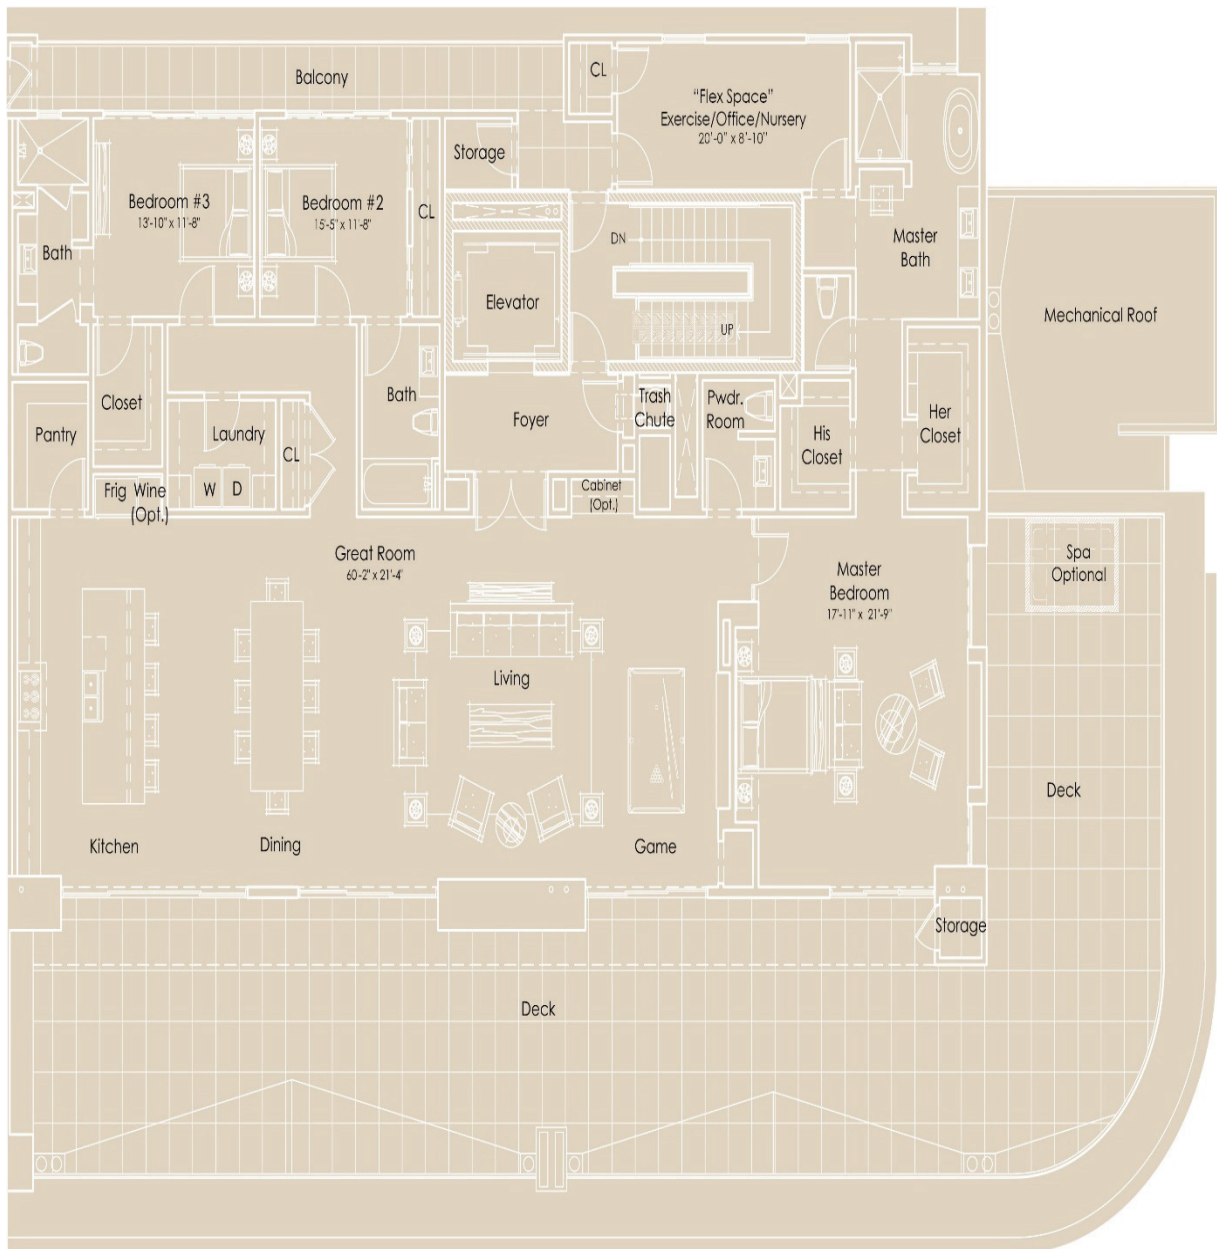 Balcony
CL
"Flex Space"
Exercise/Office/Nursery
20'-0" x 8'-10"
Storage
Bedroom #3
13'-10" x 11'-8"
Bedroom #2
15'-5" x 11'-8"
CL
Bath
DN
Master
Bath
Elevator
UP
Mechanical Roof
Closet
Bath
Foyer
Trash
Chute
Pwdr.
Room
Pantry
Laundry
CL
His
Closet
Her
Closet
Frig Wine
(Opt.)
W D
Cabinet
(Opt.)
Great Room
60'-2" x 21'-4"
Master
Bedroom
17'-11" x 21'-9"
Spa
Optional
Living
Deck
Kitchen
Dining
Game
Storage
Deck